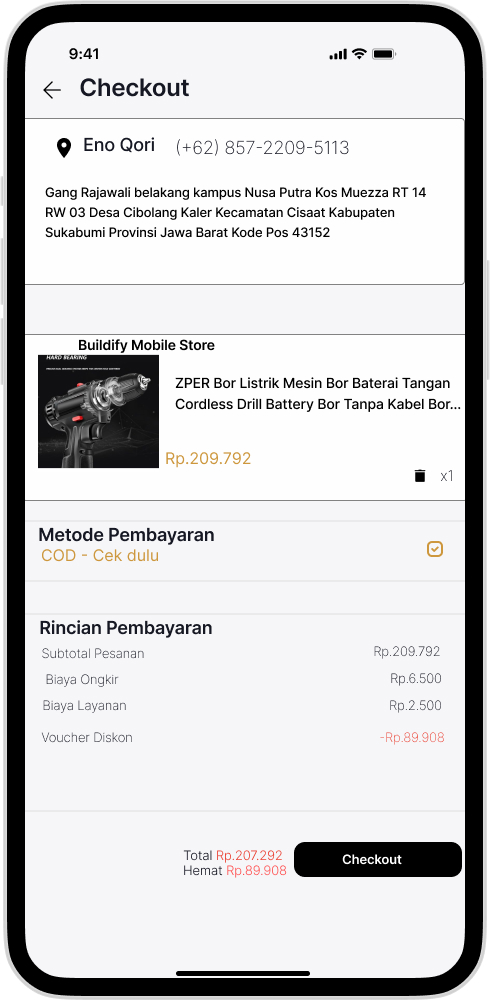 9:41
Checkout
Eno Qori (+62) 857-2209-5113
Gang Rajawali belakang kampus Nusa Putra Kos Muezza RT 14
RW 03 Desa Cibolang Kaler Kecamatan Cisaat Kabupaten
Sukabumi Provinsi Jawa Barat Kode Pos 43152
Buildify Mobile Store
HARD BEARING
ZPER Bor Listrik Mesin Bor Baterai Tangan
Cordless Drill Battery Bor Tanpa Kabel Bor...
Rp.209.792
x1
Metode Pembayaran
COD - Cek dulu
Rincian Pembayaran
Subtotal Pesanan Rp.209.792
Biaya Ongkir Rp.6.500
Biaya Layanan Rp.2.500
Voucher Diskon -Rp.89.908
Total Rp.207.292
Hemat Rp.89.908
Checkout